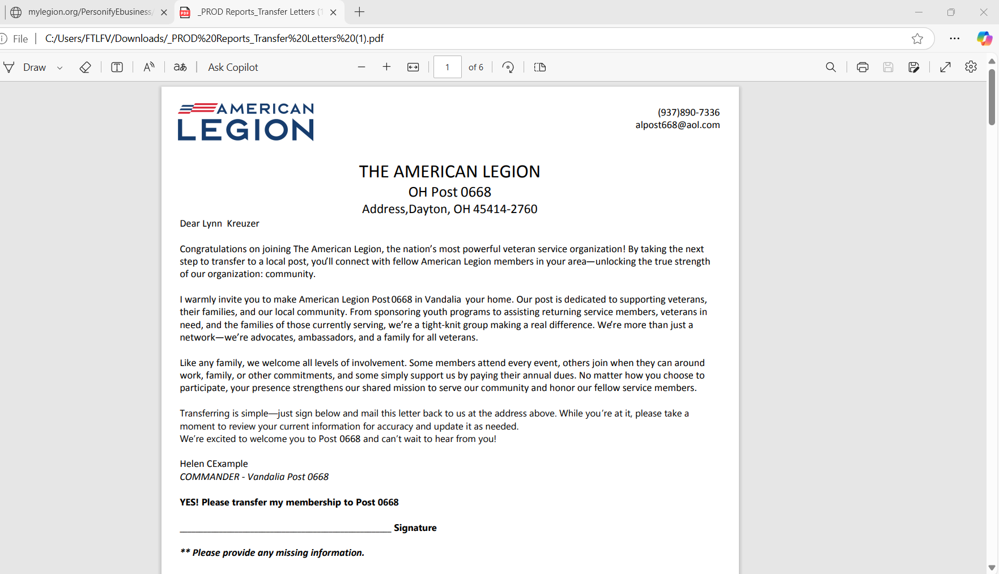 mylegion.org/PersonifyEbusiness/
_PROD Reports_Transfer Letters (1
File
C:/Users/FTLFV/Downloads/_PROD%20Reports_Transfer%20Letters%20(1).pdf
Draw
Ask Copilot
1 of 6
AMERICAN
LEGION
(937)890-7336
alpost668@aol.com
THE AMERICAN LEGION
OH Post 0668
Address,Dayton, OH 45414-2760
Dear Lynn  Kreuzer
Congratulations on joining The American Legion, the nation's most powerful veteran service organization! By taking the next
step to transfer to a local post, you'll connect with fellow American Legion members in your area—unlocking the true strength
of our organization: community.
I warmly invite you to make American Legion Post 0668 in Vandalia  your home. Our post is dedicated to supporting veterans,
their families, and our local community. From sponsoring youth programs to assisting returning service members, veterans in
need, and the families of those currently serving, we're a tight-knit group making a real difference. We're more than just a
network—we're advocates, ambassadors, and a family for all veterans.
Like any family, we welcome all levels of involvement. Some members attend every event, others join when they can around
work, family, or other commitments, and some simply support us by paying their annual dues. No matter how you choose to
participate, your presence strengthens our shared mission to serve our community and honor our fellow service members.
Transferring is simple—just sign below and mail this letter back to us at the address above. While you're at it, please take a
moment to review your current information for accuracy and update it as needed.
We're excited to welcome you to Post 0668 and can't wait to hear from you!
Helen CExample
COMMANDER - Vandalia Post 0668
YES! Please transfer my membership to Post 0668
Signature
** Please provide any missing information.